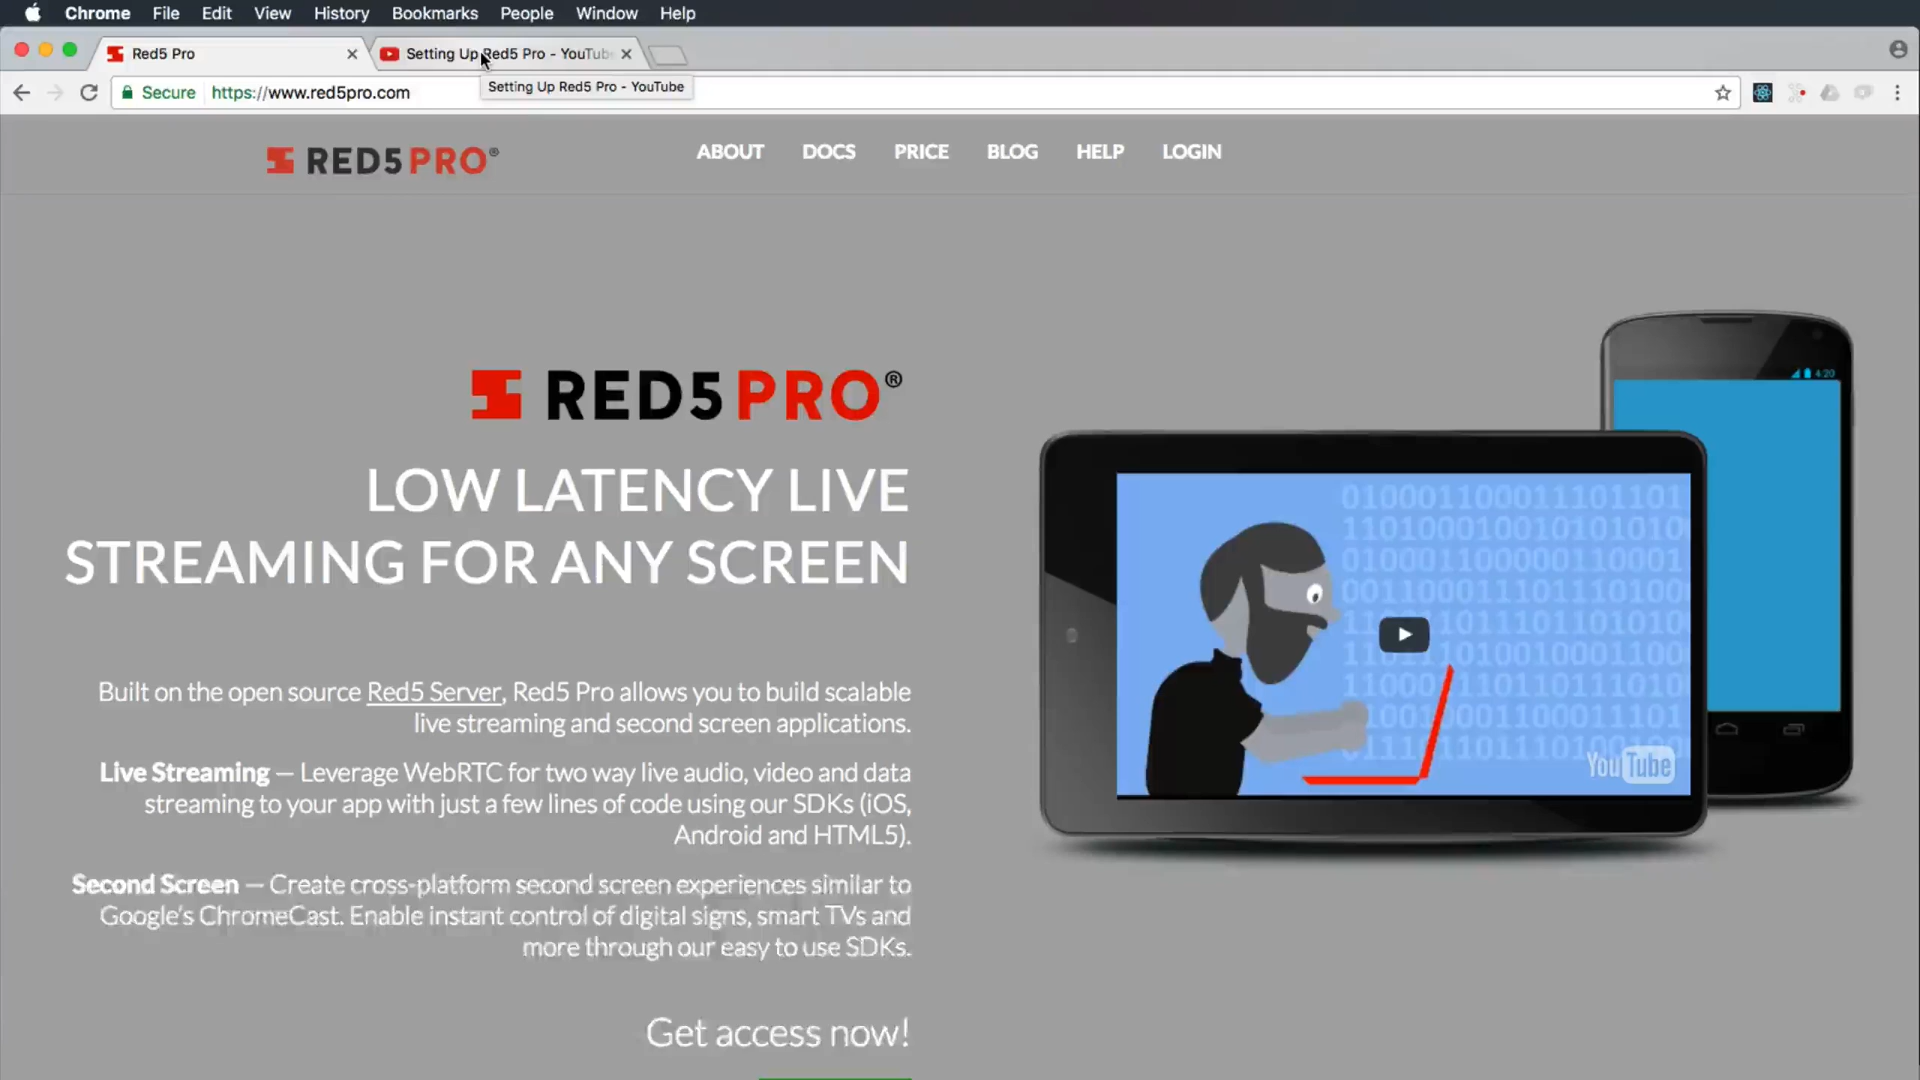 Chrome File Edit View History Bookmarks People Window Help
Red5 Pro
Setting Up Red5 Pro - YouTube
Secure https://www.red5pro.com
Setting Up Red5 Pro - YouTube
RED5PRO®
ABOUT DOCS PRICE BLOG HELP LOGIN
4:20
RED5PRO®
LOW LATENCY LIVE
STREAMING FOR ANY SCREEN
Built on the open source Red5 Server, Red5 Pro allows you to build scalable
live streaming and second screen applications.
Live Streaming — Leverage WebRTC for two way live audio, video and data
streaming to your app with just a few lines of code using our SDKs (iOS,
Android and HTML5).
Second Screen — Create cross-platform second screen experiences similar to
Google's ChromeCast. Enable instant control of digital signs, smart TVs and
more through our easy to use SDKs.
Get access now!
YouTube